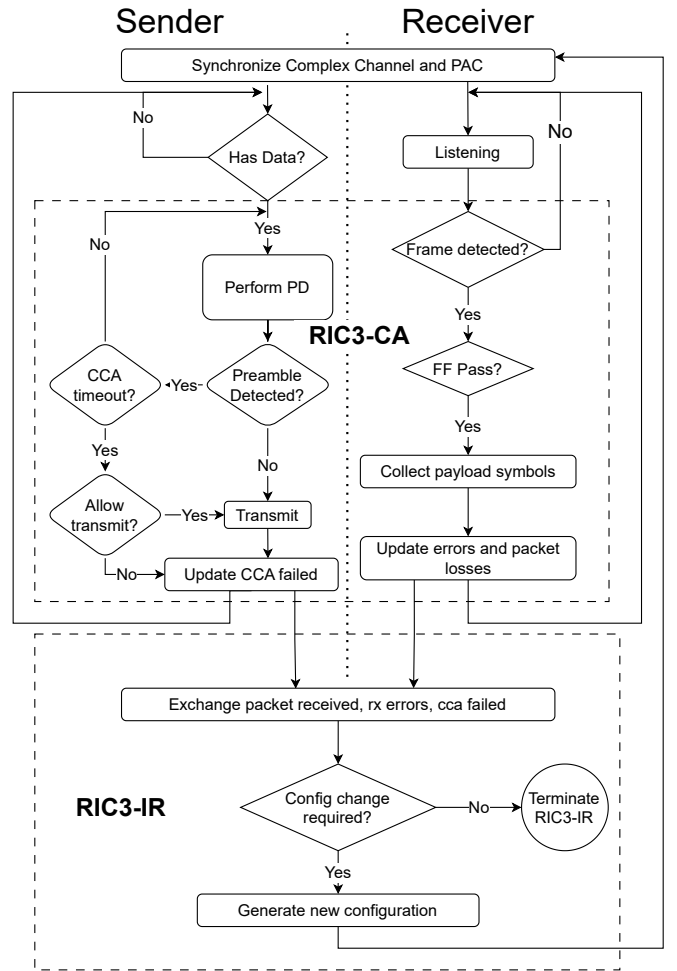 Sender
Receiver
Synchronize Complex Channel and PAC
No
Has Data?
Listening
No
Yes
No
Perform PD
Frame detected?
Yes
RIC3-CA
CCA
timeout?
Yes
Preamble
Detected?
FF Pass?
Yes
No
Yes
Collect payload symbols
Allow
transmit?
Yes
Transmit
No
Update CCA failed
Update errors and packet
losses
Exchange packet received, rx errors, cca failed
RIC3-IR
Config change
required?
No
Terminate
RIC3-IR
Yes
Generate new configuration